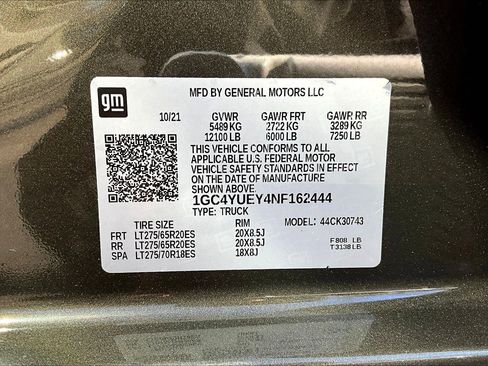 gm
MFD BY GENERAL MOTORS LLC
10/21 GVWR GAWR FRT GAWR RR
5489 KG 2722 KG 3289 KG
12100 LB 6000 LB 7250 LB
THIS VEHICLE CONFORMS TO ALL
APPLICABLE U.S. FEDERAL MOTOR
VEHICLE SAFETY STANDARDS IN EFFECT
ON THE DATE OF MANUFACTURE
SHOWN ABOVE.
1GC4YUEY4NF162444
TYPE: TRUCK MODEL: 44CK30743
TIRE SIZE RIM
FRT LT275/65R20ES 20X8.5J F808 LB
RR LT275/65R20ES 20X8.5J T3138 LB
SPA LT275/70R18ES 18X8J